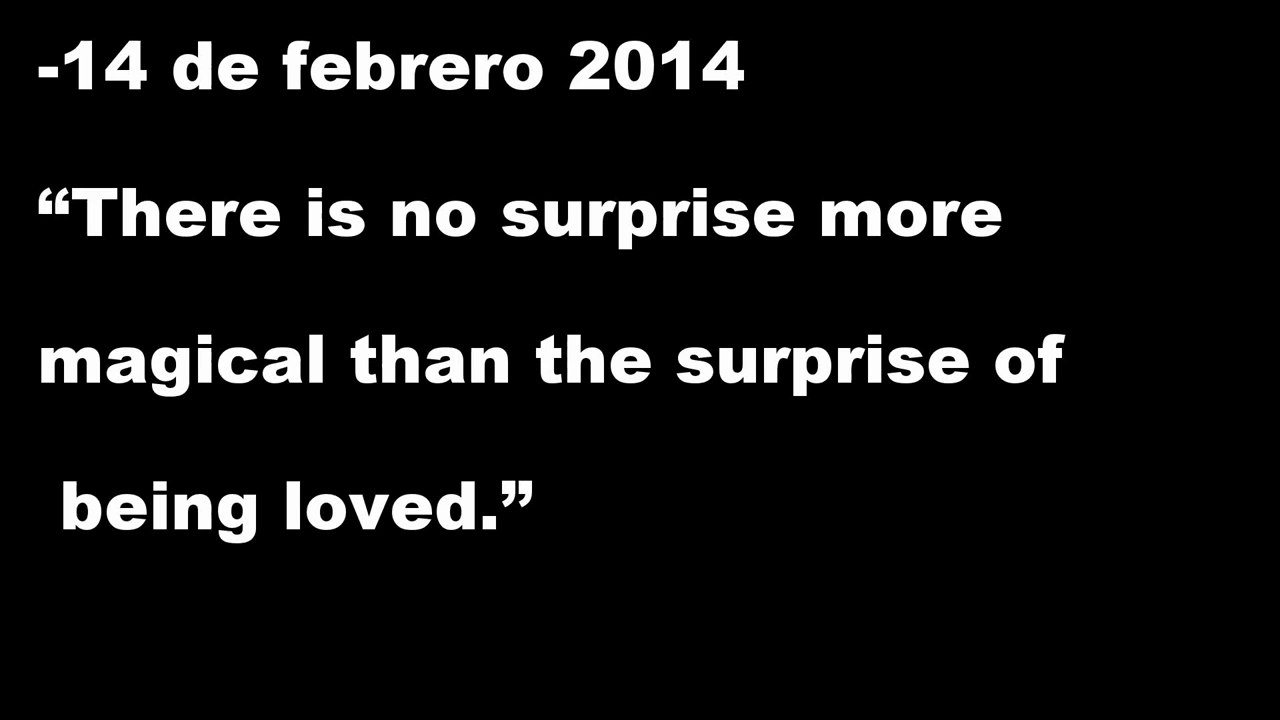 -14 de febrero 2014
“There is no surprise more
magical than the surprise of
being loved.”